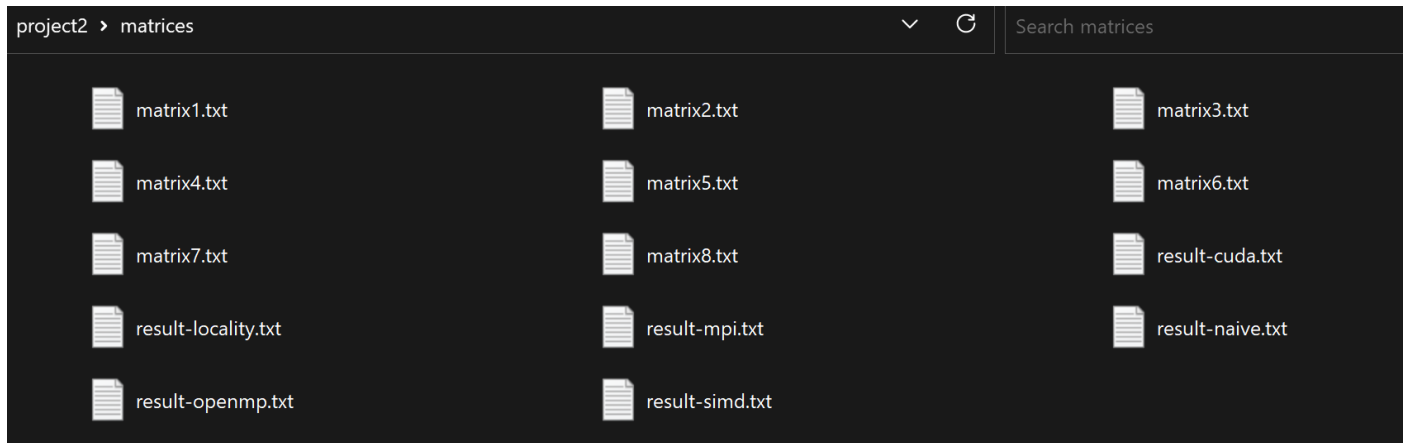 project2 > matrices Search matrices
matrix1.txt matrix2.txt matrix3.txt
matrix4.txt matrix5.txt matrix6.txt
matrix7.txt matrix8.txt result-cuda.txt
result-locality.txt result-mpi.txt result-naive.txt
result-openmp.txt result-simd.txt